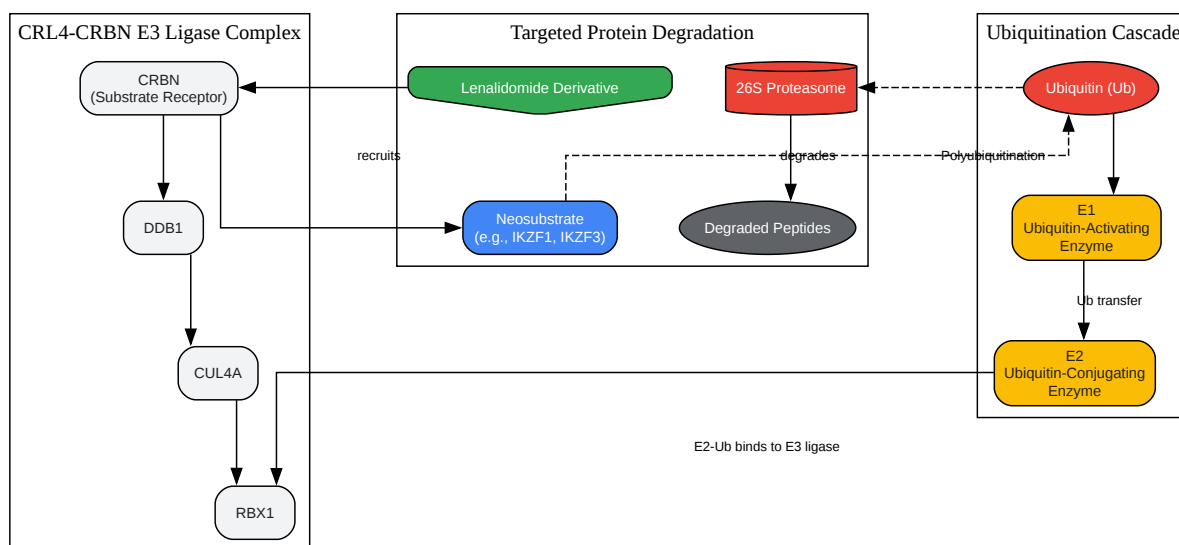 CRL4-CRBN E3 Ligase Complex
CRBN
(Substrate Receptor)
DDB1
CUL4A
RBX1
Targeted Protein Degradation
Lenalidomide Derivative
26S Proteasome
recruits
degrades
Neosubstrate
(e.g., IKZF1, IKZF3)
Degraded Peptides
Ubiquitination Cascade
Ubiquitin (Ub)
Polyubiquitination
E1
Ubiquitin-Activating
Enzyme
Ub transfer
E2
Ubiquitin-Conjugating
Enzyme
E2-Ub binds to E3 ligase